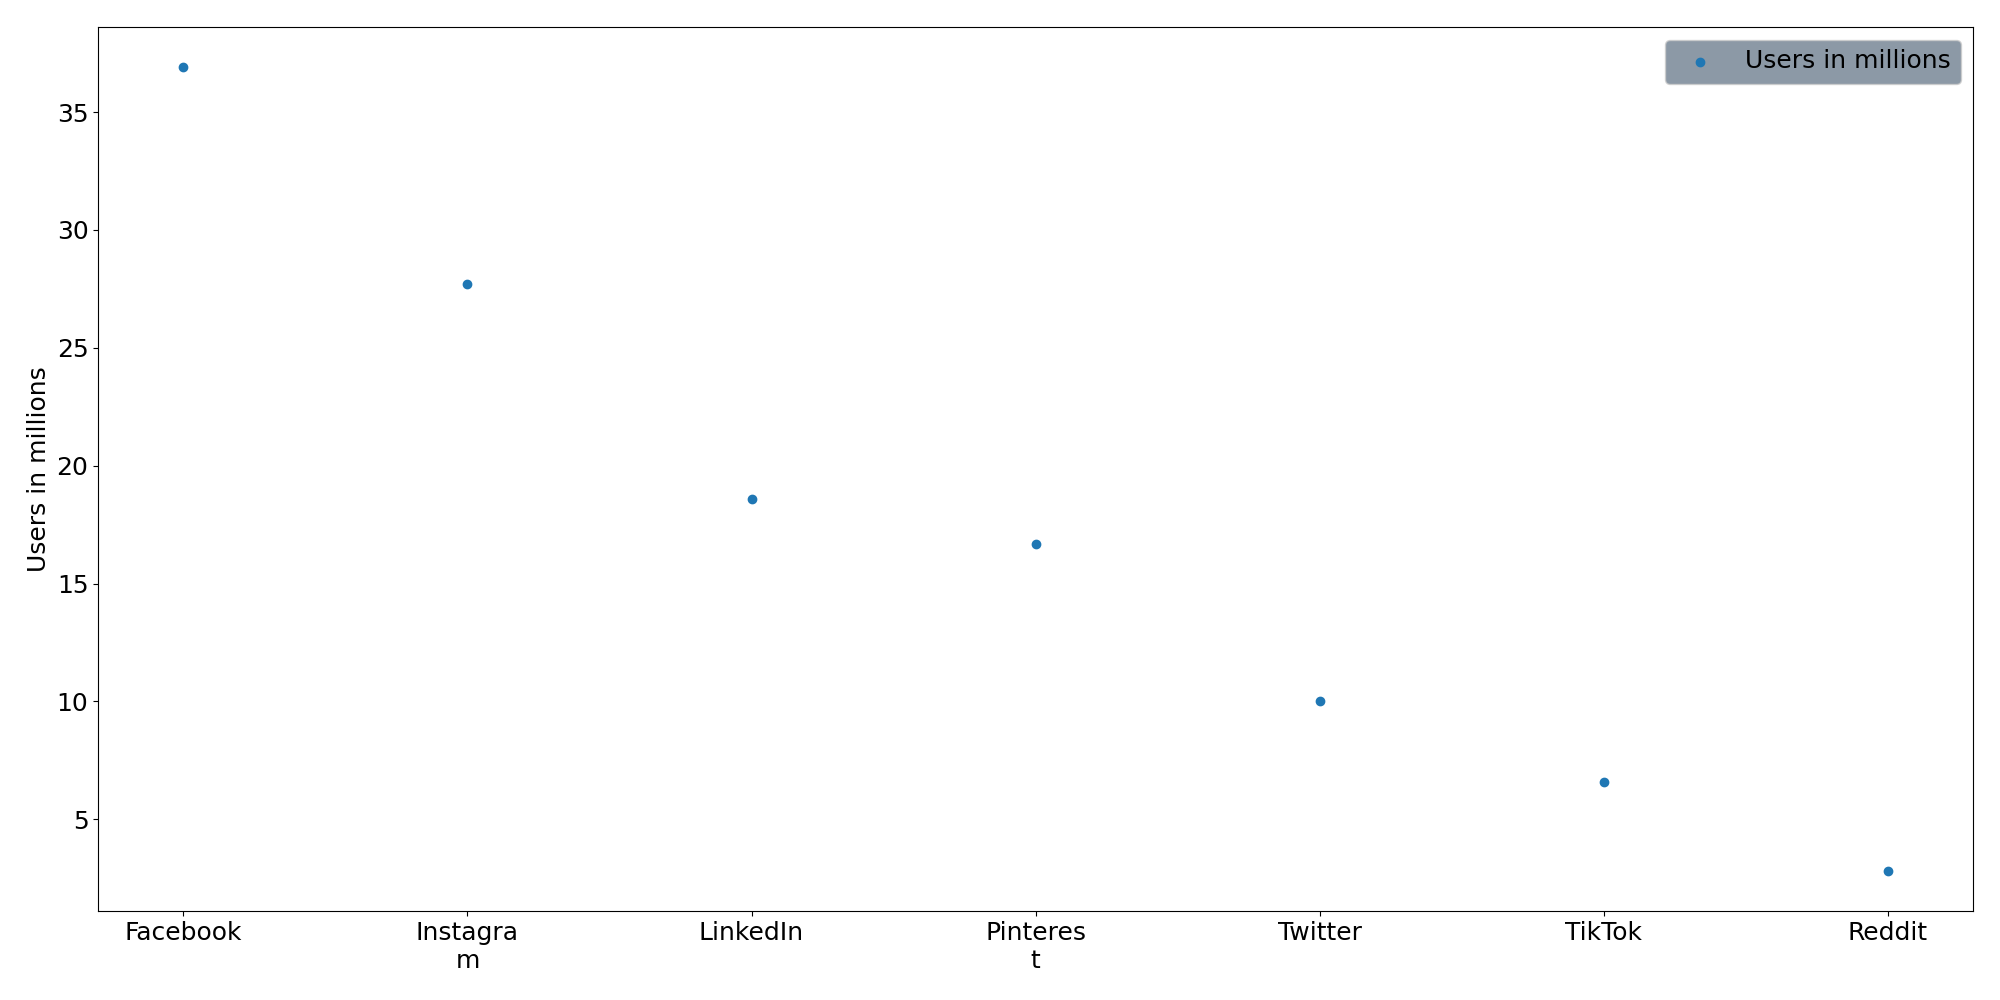 Users in millions
35
30
25
20
15
10
5
Users in millions
Facebook
Instagra
m
LinkedIn
Pinteres
t
Twitter
TikTok
Reddit